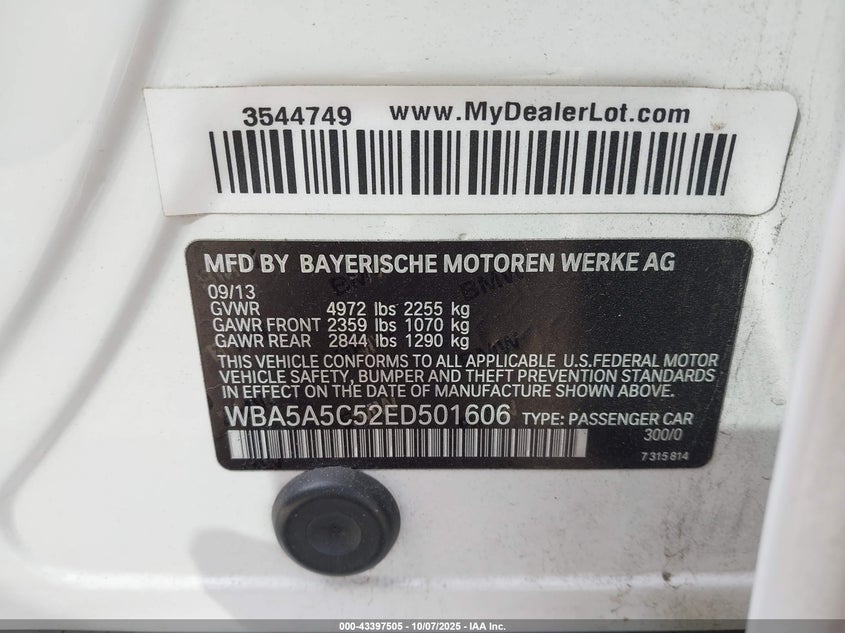 3544749 www.MyDealerLot.com
MFD BY BAYERISCHE MOTOREN WERKE AG
09/13
GVWR 4972 lbs 2255 kg
GAWR FRONT 2359 lbs 1070 kg
GAWR REAR 2844 lbs 1290 kg
THIS VEHICLE CONFORMS TO ALL APPLICABLE U.S.FEDERAL MOTOR
VEHICLE SAFETY, BUMPER AND THEFT PREVENTION STANDARDS
IN EFFECT ON THE DATE OF MANUFACTURE SHOWN ABOVE.
WBA5A5C52ED501606 TYPE: PASSENGER CAR
300/0
7 315 814
000-43397505 - 10/07/2025 - IAA Inc.